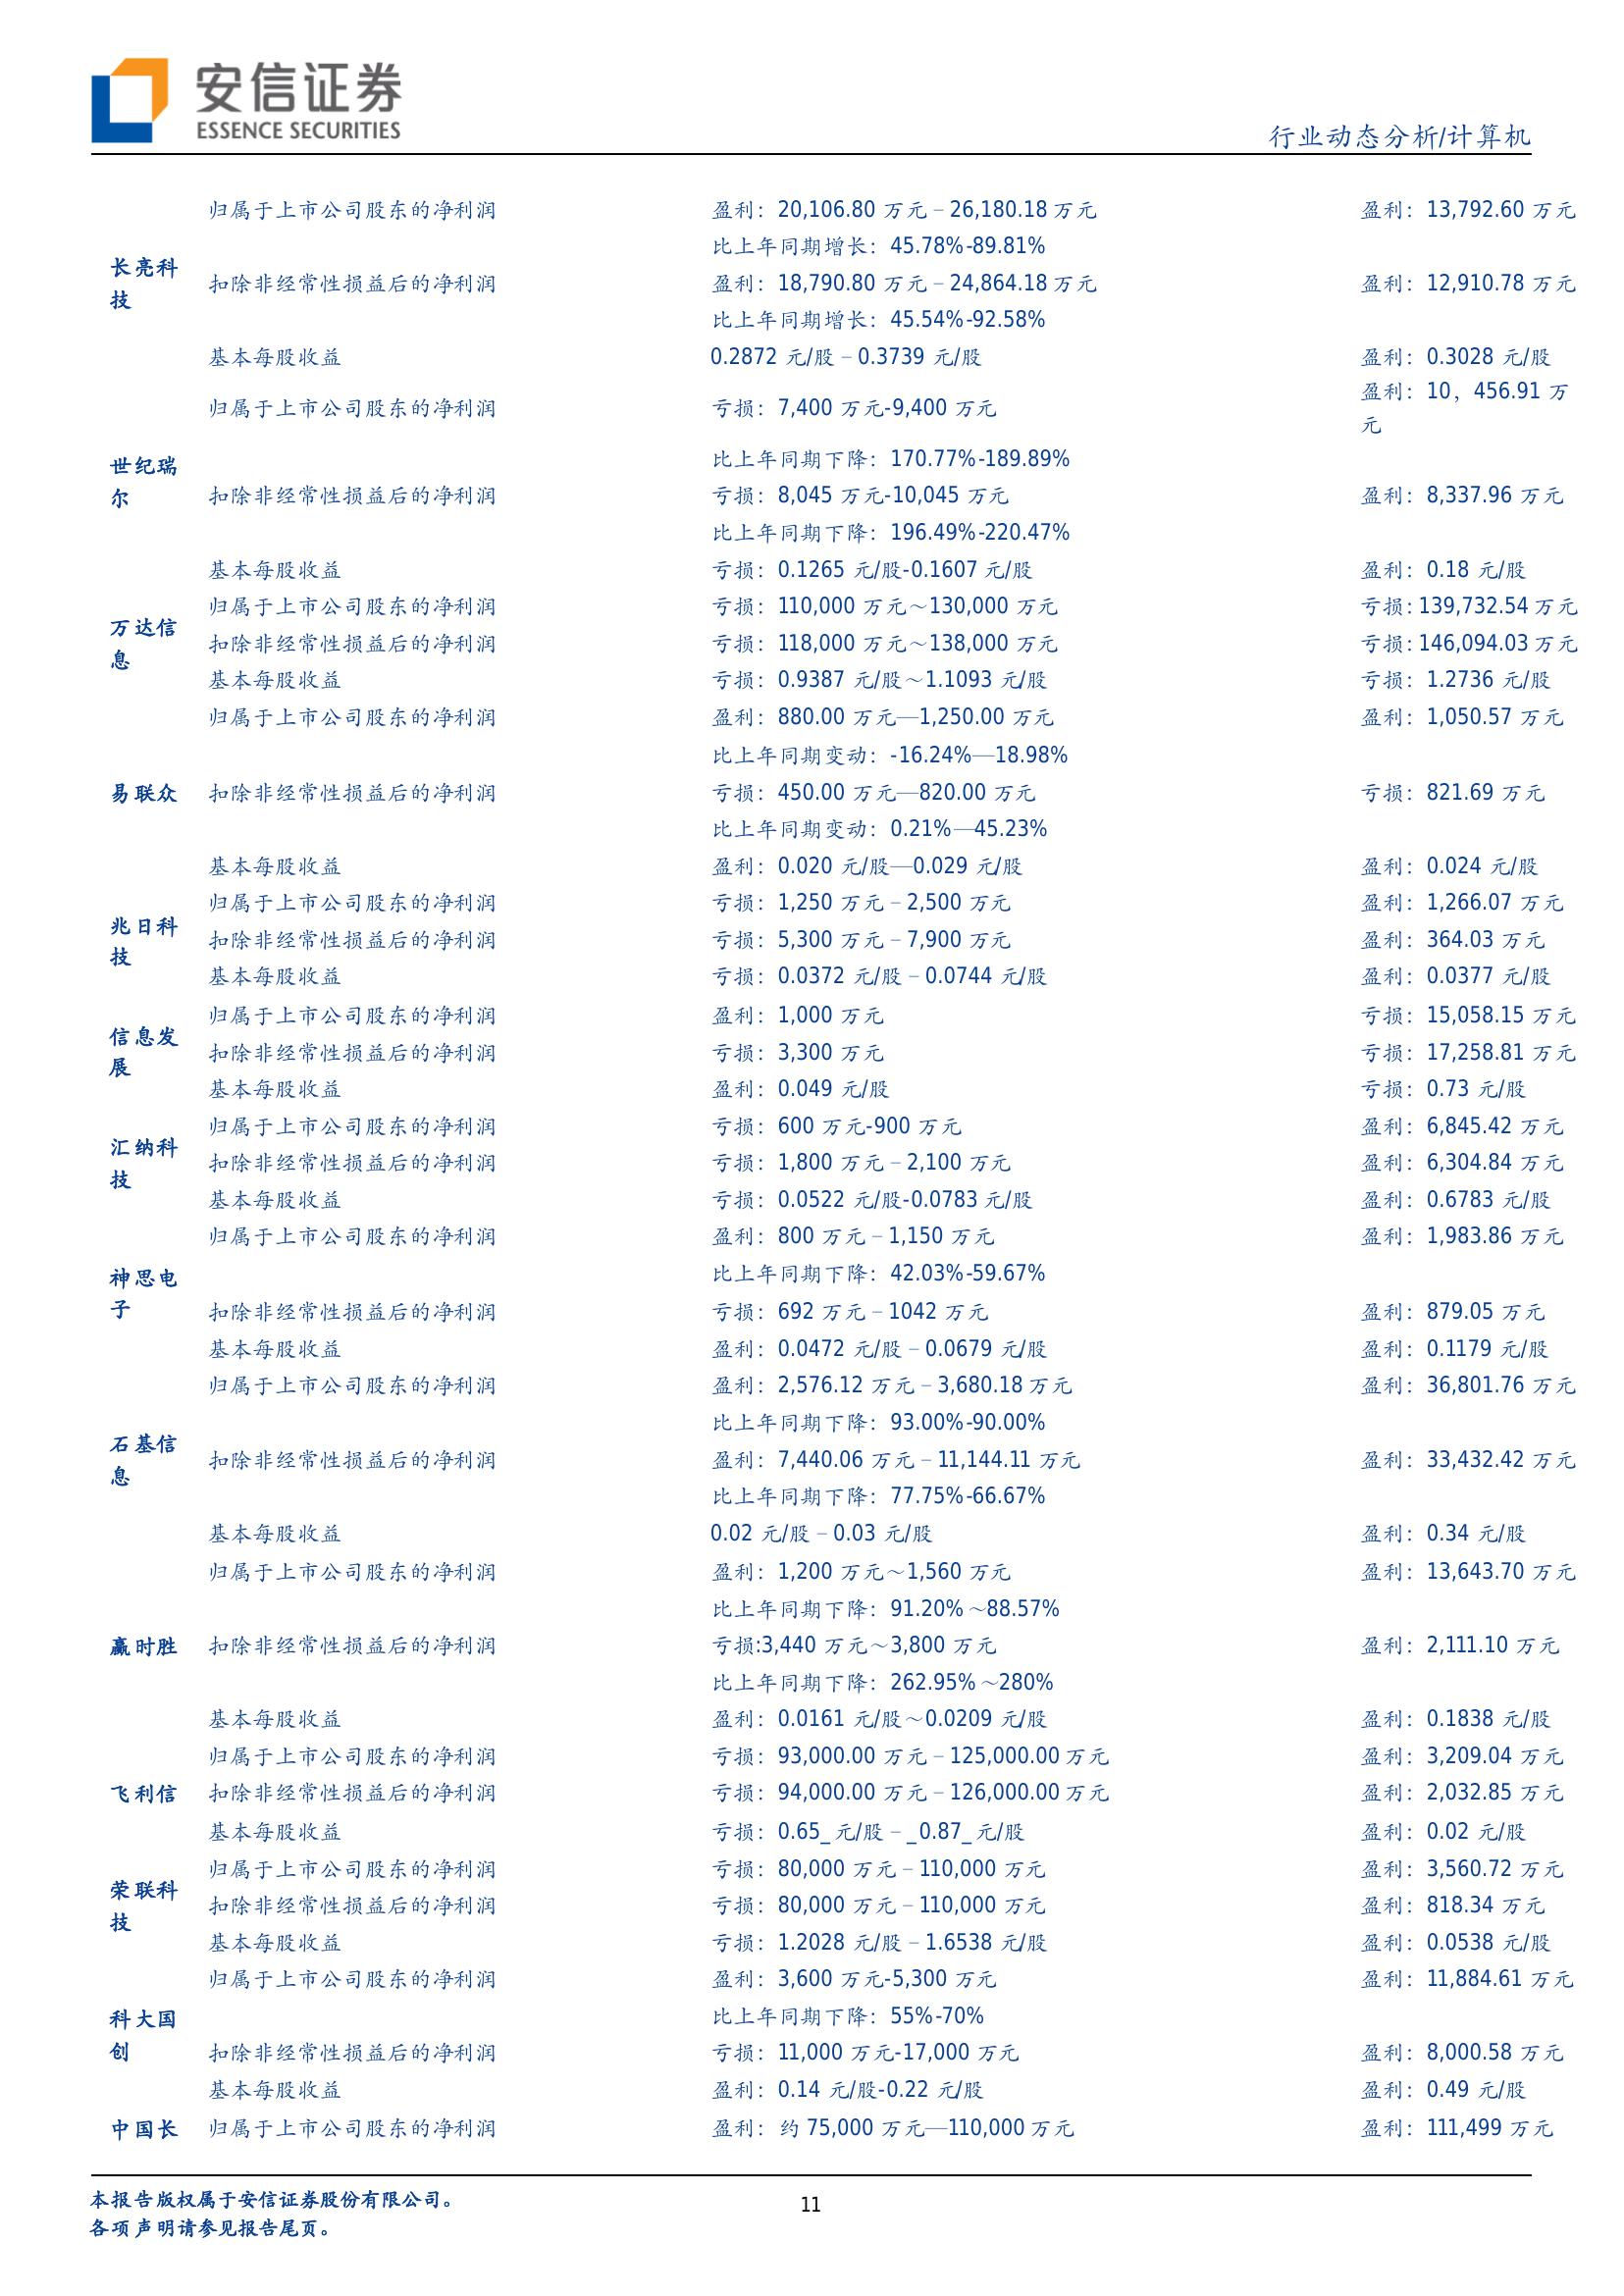 安信证券
ESSENCE SECURITIES
行业动态分析/计算机
归属于上市公司股东的净利润 盈利：20,106.80 万元–26,180.18 万元 盈利：13,792.60 万元
比上年同期增长：45.78%-89.81%
长亮科
技
扣除非经常性损益后的净利润 盈利：18,790.80 万元–24,864.18 万元 盈利：12,910.78 万元
比上年同期增长：45.54%-92.58%
基本每股收益 0.2872 元/股–0.3739 元/股 盈利：0.3028 元/股
归属于上市公司股东的净利润 亏损：7,400 万元-9,400 万元 盈利：10，456.91 万
元
比上年同期下降：170.77%-189.89%
世纪瑞
尔
扣除非经常性损益后的净利润 亏损：8,045 万元-10,045 万元 盈利：8,337.96 万元
比上年同期下降：196.49%-220.47%
基本每股收益 亏损：0.1265 元/股-0.1607 元/股 盈利：0.18 元/股
归属于上市公司股东的净利润 亏损：110,000 万元～130,000 万元 亏损：139,732.54 万元
万达信
息
扣除非经常性损益后的净利润 亏损：118,000 万元～138,000 万元 亏损：146,094.03 万元
基本每股收益 亏损：0.9387 元/股～1.1093 元/股 亏损：1.2736 元/股
归属于上市公司股东的净利润 盈利：880.00 万元—1,250.00 万元 盈利：1,050.57 万元
比上年同期变动：-16.24%—18.98%
易联众 扣除非经常性损益后的净利润 亏损：450.00 万元—820.00 万元 亏损：821.69 万元
比上年同期变动：0.21%—45.23%
基本每股收益 盈利：0.020 元/股—0.029 元/股 盈利：0.024 元/股
归属于上市公司股东的净利润 亏损：1,250 万元–2,500 万元 盈利：1,266.07 万元
兆日科
技
扣除非经常性损益后的净利润 亏损：5,300 万元–7,900 万元 盈利：364.03 万元
基本每股收益 亏损：0.0372 元/股–0.0744 元/股 盈利：0.0377 元/股
归属于上市公司股东的净利润 盈利：1,000 万元 亏损：15,058.15 万元
信息发
展
扣除非经常性损益后的净利润 亏损：3,300 万元 亏损：17,258.81 万元
基本每股收益 盈利：0.049 元/股 亏损：0.73 元/股
归属于上市公司股东的净利润 亏损：600 万元-900 万元 盈利：6,845.42 万元
汇纳科
技
扣除非经常性损益后的净利润 亏损：1,800 万元–2,100 万元 盈利：6,304.84 万元
基本每股收益 亏损：0.0522 元/股-0.0783 元/股 盈利：0.6783 元/股
归属于上市公司股东的净利润 盈利：800 万元–1,150 万元 盈利：1,983.86 万元
比上年同期下降：42.03%-59.67%
神思电
子
扣除非经常性损益后的净利润 亏损：692 万元–1042 万元 盈利：879.05 万元
基本每股收益 盈利：0.0472 元/股–0.0679 元/股 盈利：0.1179 元/股
归属于上市公司股东的净利润 盈利：2,576.12 万元–3,680.18 万元 盈利：36,801.76 万元
比上年同期下降：93.00%-90.00%
石基信
息
扣除非经常性损益后的净利润 盈利：7,440.06 万元–11,144.11 万元 盈利：33,432.42 万元
比上年同期下降：77.75%-66.67%
基本每股收益 0.02 元/股–0.03 元/股 盈利：0.34 元/股
归属于上市公司股东的净利润 盈利：1,200 万元～1,560 万元 盈利：13,643.70 万元
比上年同期下降：91.20%～88.57%
赢时胜 扣除非经常性损益后的净利润 亏损:3,440 万元～3,800 万元 盈利：2,111.10 万元
比上年同期下降：262.95%～280%
基本每股收益 盈利：0.0161 元/股～0.0209 元/股 盈利：0.1838 元/股
归属于上市公司股东的净利润 亏损：93,000.00 万元–125,000.00 万元 盈利：3,209.04 万元
飞利信 扣除非经常性损益后的净利润 亏损：94,000.00 万元–126,000.00 万元 盈利：2,032.85 万元
基本每股收益 亏损：0.65_元/股–_0.87_元/股 盈利：0.02 元/股
归属于上市公司股东的净利润 亏损：80,000 万元–110,000 万元 盈利：3,560.72 万元
荣联科
技
扣除非经常性损益后的净利润 亏损：80,000 万元–110,000 万元 盈利：818.34 万元
基本每股收益 亏损：1.2028 元/股–1.6538 元/股 盈利：0.0538 元/股
归属于上市公司股东的净利润 盈利：3,600 万元-5,300 万元 盈利：11,884.61 万元
比上年同期下降：55%-70%
科大国
创
扣除非经常性损益后的净利润 亏损：11,000 万元-17,000 万元 盈利：8,000.58 万元
基本每股收益 盈利：0.14 元/股-0.22 元/股 盈利：0.49 元/股
中国长 归属于上市公司股东的净利润 盈利：约 75,000 万元—110,000 万元 盈利：111,499 万元
本报告版权属于安信证券股份有限公司。
各项声明请参见报告尾页。
11